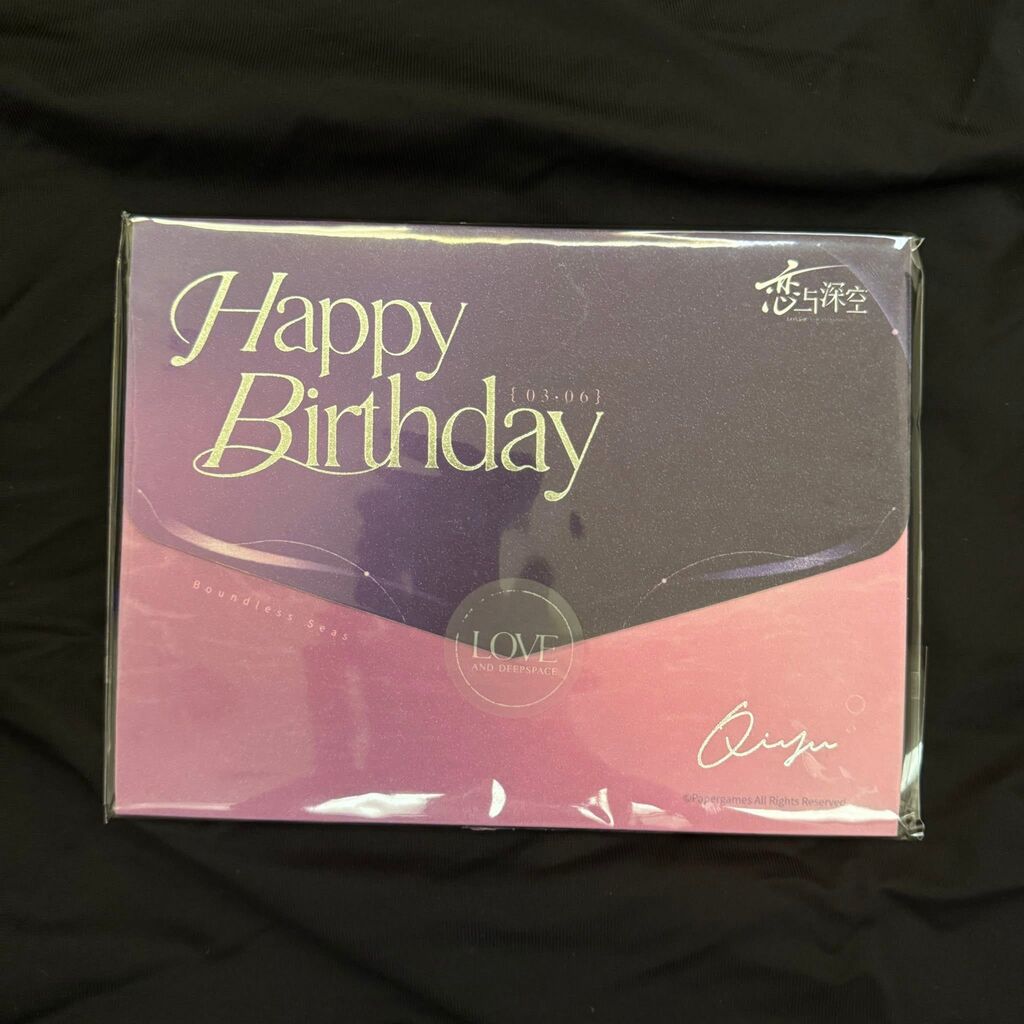 Happy
Birthday
{03·06}
恋与深空
Boundless Seas
LOVE
AND DEEPSPACE
Qiyu
©Papergames All Rights Reserved